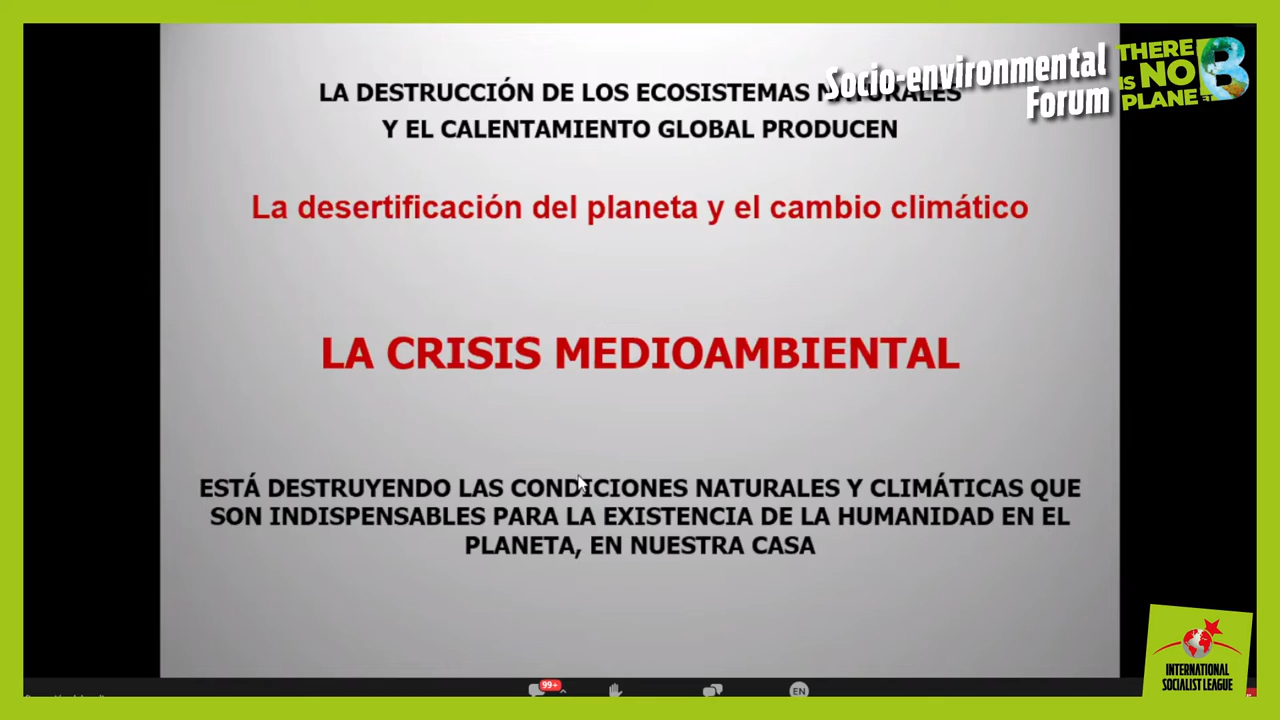 LA DESTRUCCIÓN DE LOS ECOSISTEMAS NATURALES
Y EL CALENTAMIENTO GLOBAL PRODUCEN
Socio-environmental
Forum
THERE
IS NO
PLANET
B
La desertificación del planeta y el cambio climático
LA CRISIS MEDIOAMBIENTAL
ESTÁ DESTRUYENDO LAS CONDICIONES NATURALES Y CLIMÁTICAS QUE
SON INDISPENSABLES PARA LA EXISTENCIA DE LA HUMANIDAD EN EL
PLANETA, EN NUESTRA CASA
INTERNATIONAL
SOCIALIST LEAGUE
99+
EN